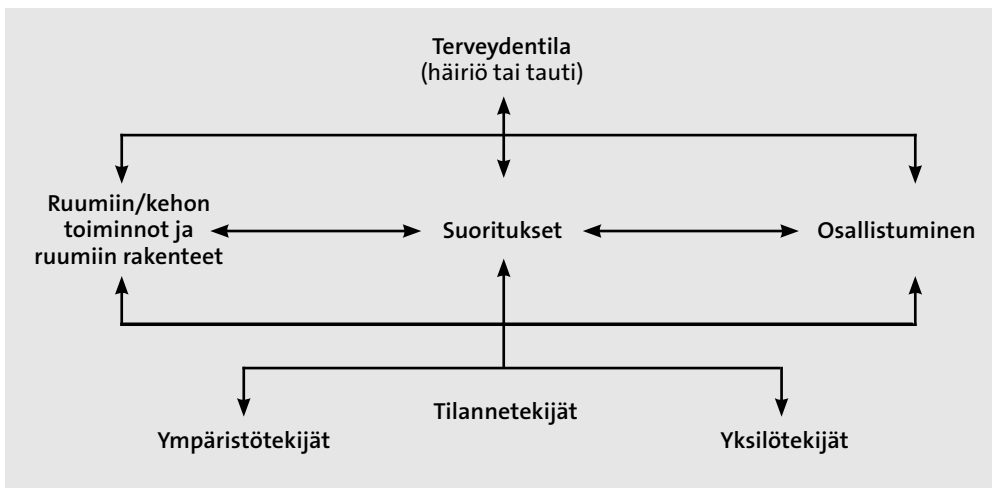 Terveydentila
(häiriö tai tauti)
Ruumiin/kehon
toiminnot ja
ruumiin rakenteet
Suoritukset
Osallistuminen
Tilannetekijät
Ympäristötekijät
Yksilötekijät